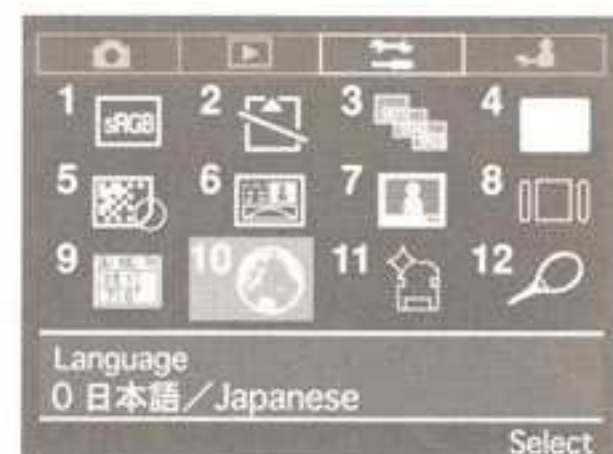 1 sRGB 2 3 4
5 6 7 8
9 10 11 12
Language
0 日本語／Japanese
Select